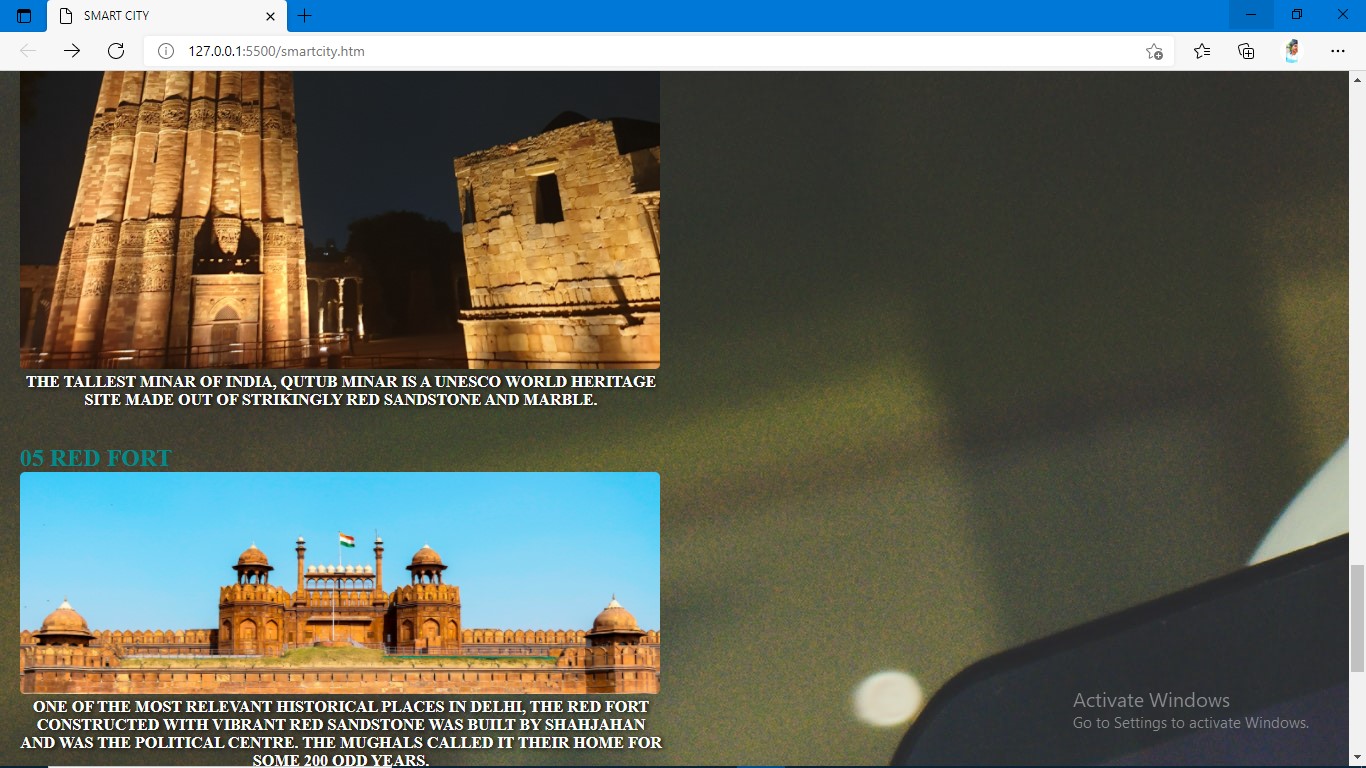 SMART CITY
127.0.0.1:5500/smartcity.htm
THE TALLEST MINAR OF INDIA, QUTUB MINAR IS A UNESCO WORLD HERITAGE
SITE MADE OUT OF STRIKINGLY RED SANDSTONE AND MARBLE.
05 RED FORT
ONE OF THE MOST RELEVANT HISTORICAL PLACES IN DELHI, THE RED FORT
CONSTRUCTED WITH VIBRANT RED SANDSTONE WAS BUILT BY SHAHJAHAN
AND WAS THE POLITICAL CENTRE. THE MUGHALS CALLED IT THEIR HOME FOR
SOME 200 ODD YEARS.
Activate Windows
Go to Settings to activate Windows.